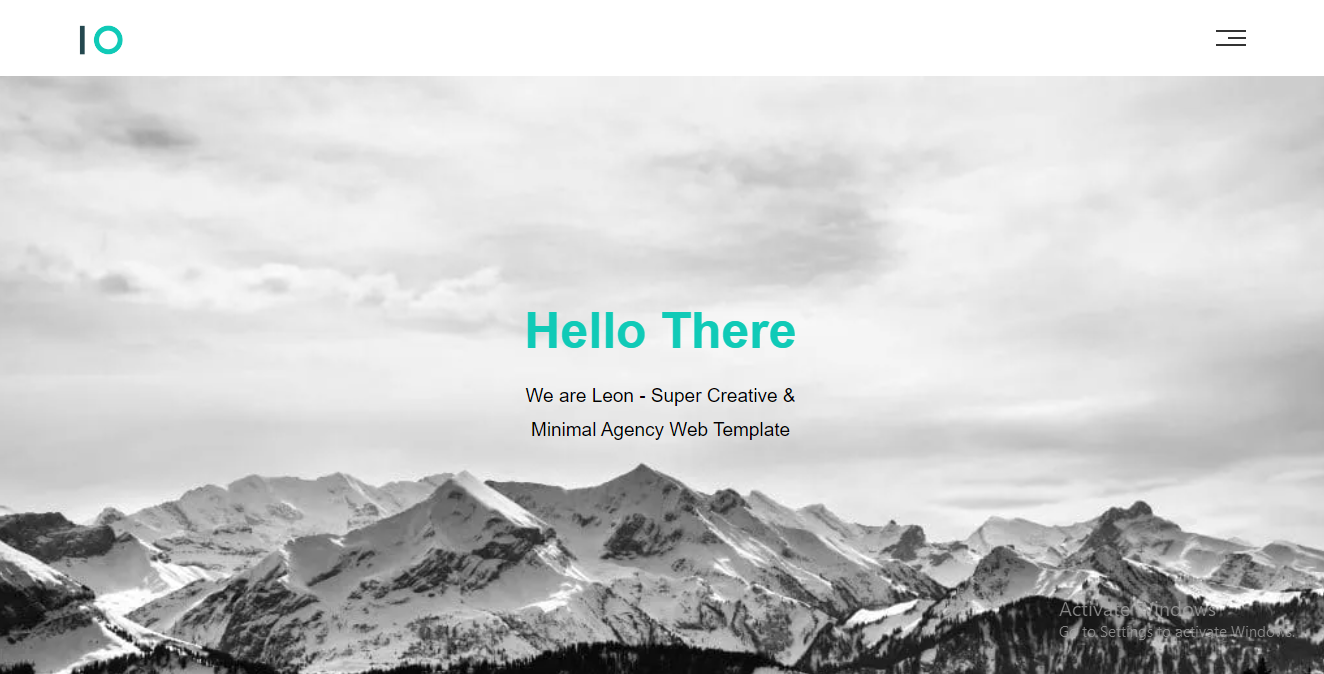 IO
Hello There
We are Leon - Super Creative &
Minimal Agency Web Template
Activate Windows
Go to Settings to activate Windows.